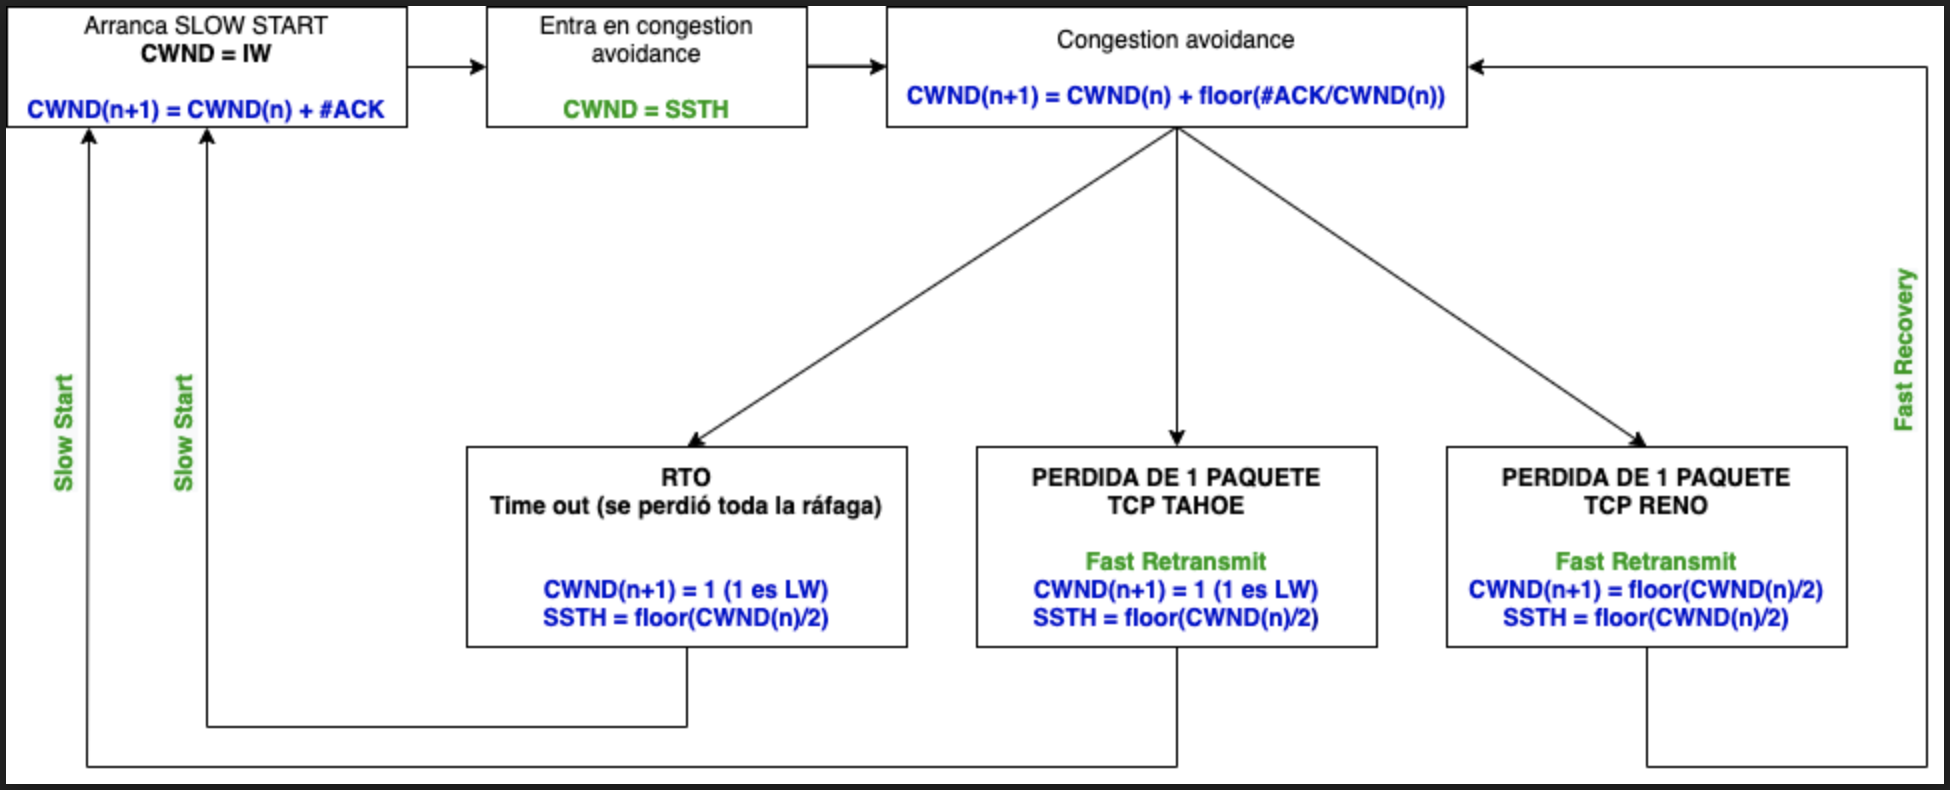 Arranca SLOW START
CWND = IW
CWND(n+1) = CWND(n) + #ACK
Entra en congestion
avoidance
CWND = SSTH
Congestion avoidance
CWND(n+1) = CWND(n) + floor(#ACK/CWND(n))
Slow Start
Slow Start
Fast Recovery
RTO
Time out (se perdió toda la ráfaga)
CWND(n+1) = 1 (1 es LW)
SSTH = floor(CWND(n)/2)
PERDIDA DE 1 PAQUETE
TCP TAHOE
Fast Retransmit
CWND(n+1) = 1 (1 es LW)
SSTH = floor(CWND(n)/2)
PERDIDA DE 1 PAQUETE
TCP RENO
Fast Retransmit
CWND(n+1) = floor(CWND(n)/2)
SSTH = floor(CWND(n)/2)